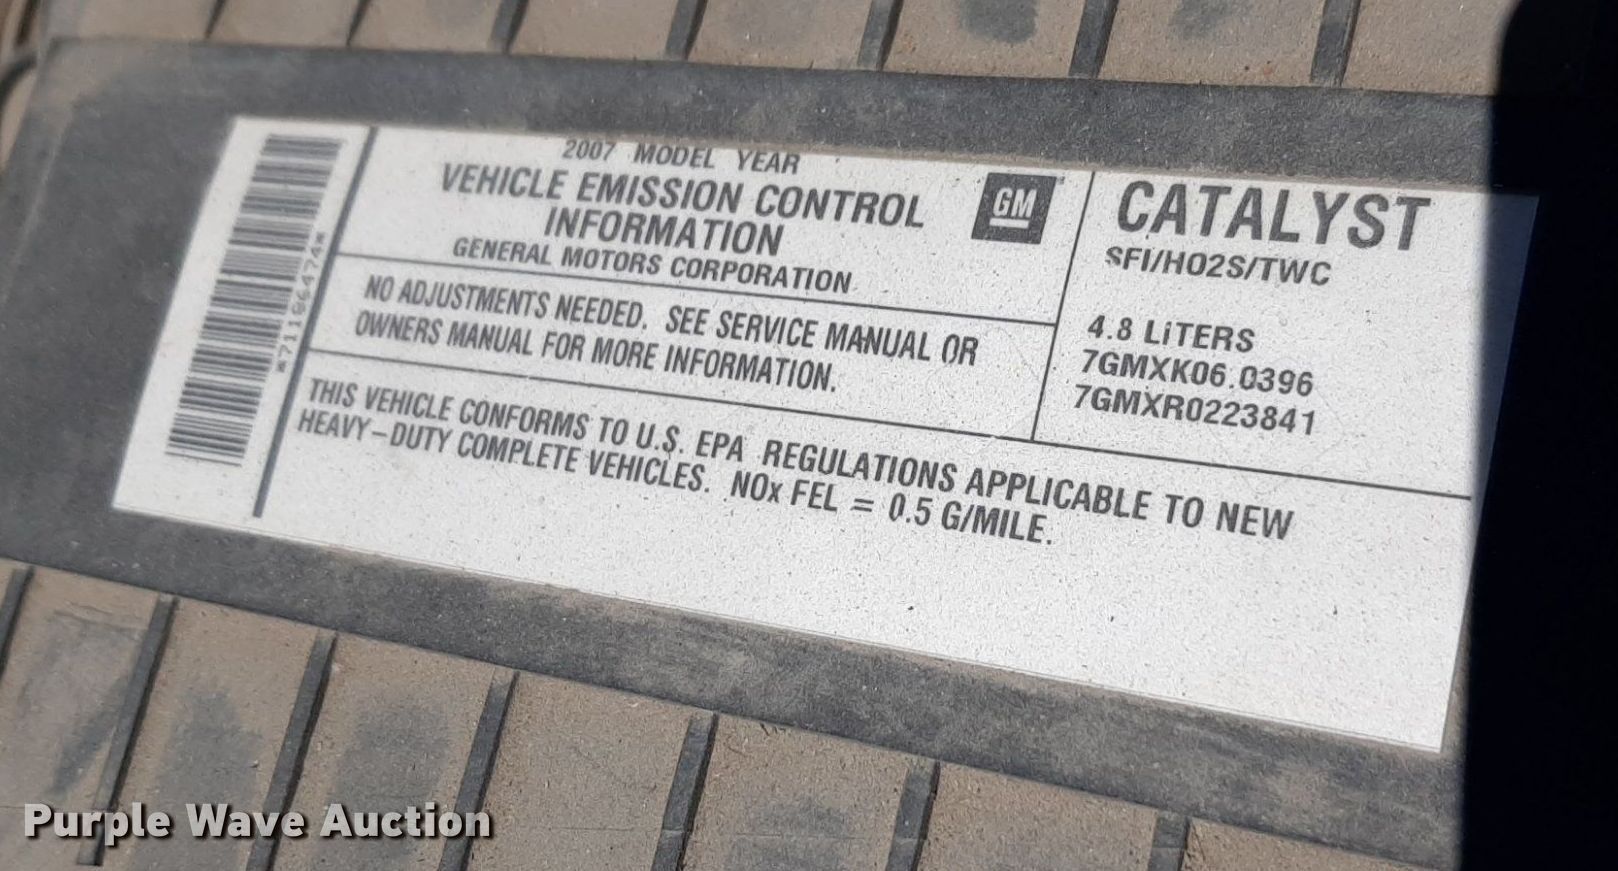 2007 MODEL YEAR
VEHICLE EMISSION CONTROL
INFORMATION
GENERAL MOTORS CORPORATION
GM
NO ADJUSTMENTS NEEDED. SEE SERVICE MANUAL OR
OWNERS MANUAL FOR MORE INFORMATION.
CATALYST
SFI/HO2S/TWC
4.8 LiTERS
7GMXK06.0396
7GMXR0223841
THIS VEHICLE CONFORMS TO U.S. EPA REGULATIONS APPLICABLE TO NEW
HEAVY-DUTY COMPLETE VEHICLES. NOx FEL = 0.5 G/MILE.
*71186474*
Purple Wave Auction